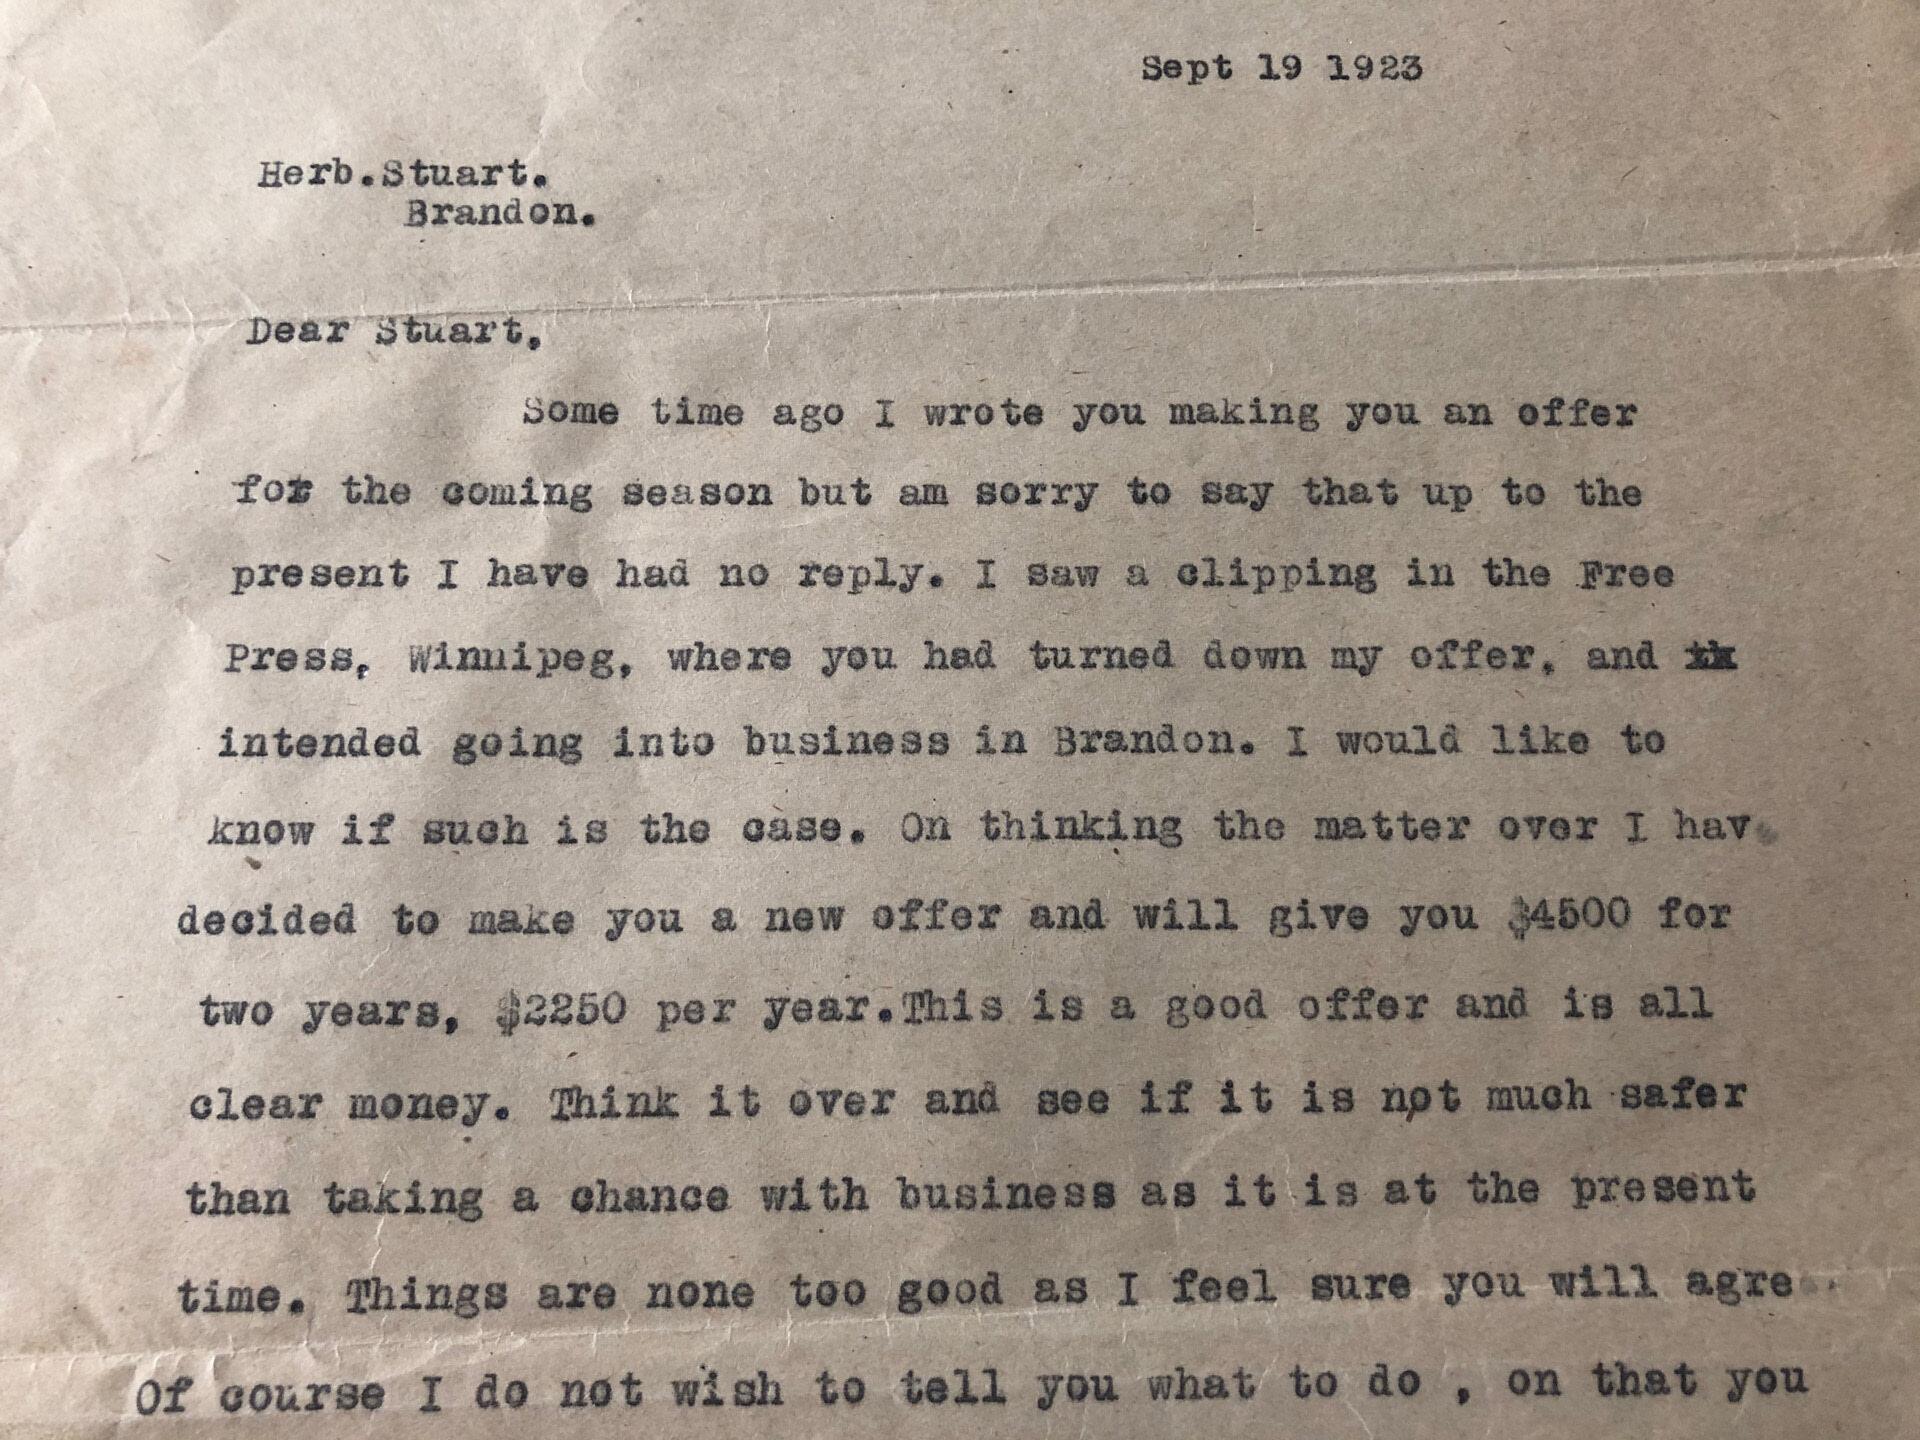 Sept 19 1923
Herb.Stuart.
Brandon.
Dear Stuart,
Some time ago I wrote you making you an offer
for the coming season but am sorry to say that up to the
present I have had no reply. I saw a clipping in the Free
Press, Winnipeg, where you had turned down my offer, and
intended going into business in Brandon. I would like to
know if such is the case. On thinking the matter over I have
decided to make you a new offer and will give you $4500 for
two years, $2250 per year.This is a good offer and is all
clear money. Think it over and see if it is not much safer
than taking a chance with business as it is at the present
time. Things are none too good as I feel sure you will agree.
Of course I do not wish to tell you what to do , on that you